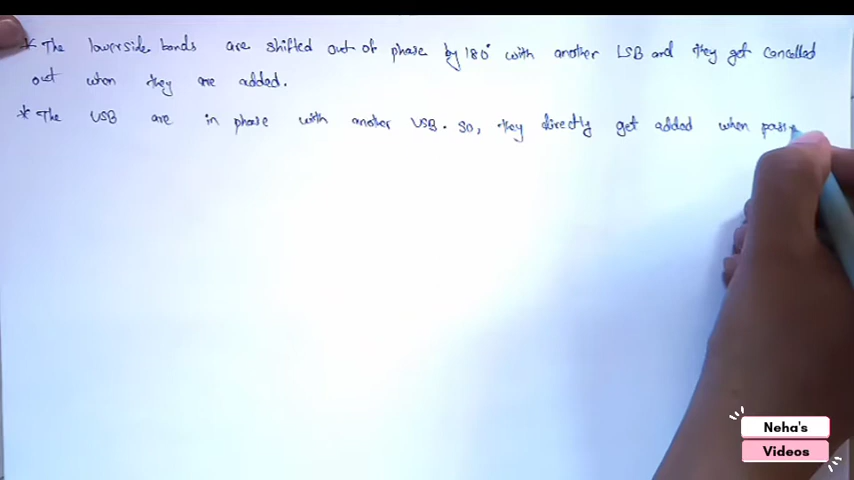 * The lowerside bands are shifted out of phase by 180° with another LSB and they get cancelled
out when they are added.
* The USB are in phase with another USB. So, they directly get added when pass
Neha's
Videos